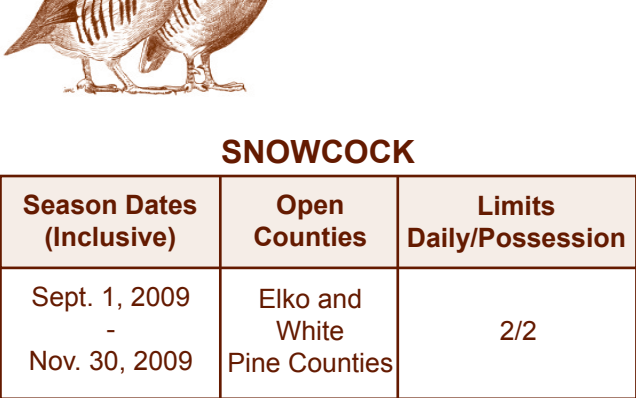 SNOWCOCK
Season Dates
(Inclusive)
Open
Counties
Limits
Daily/Possession
Sept. 1, 2009
-
Nov. 30, 2009
Elko and
White
Pine Counties
2/2